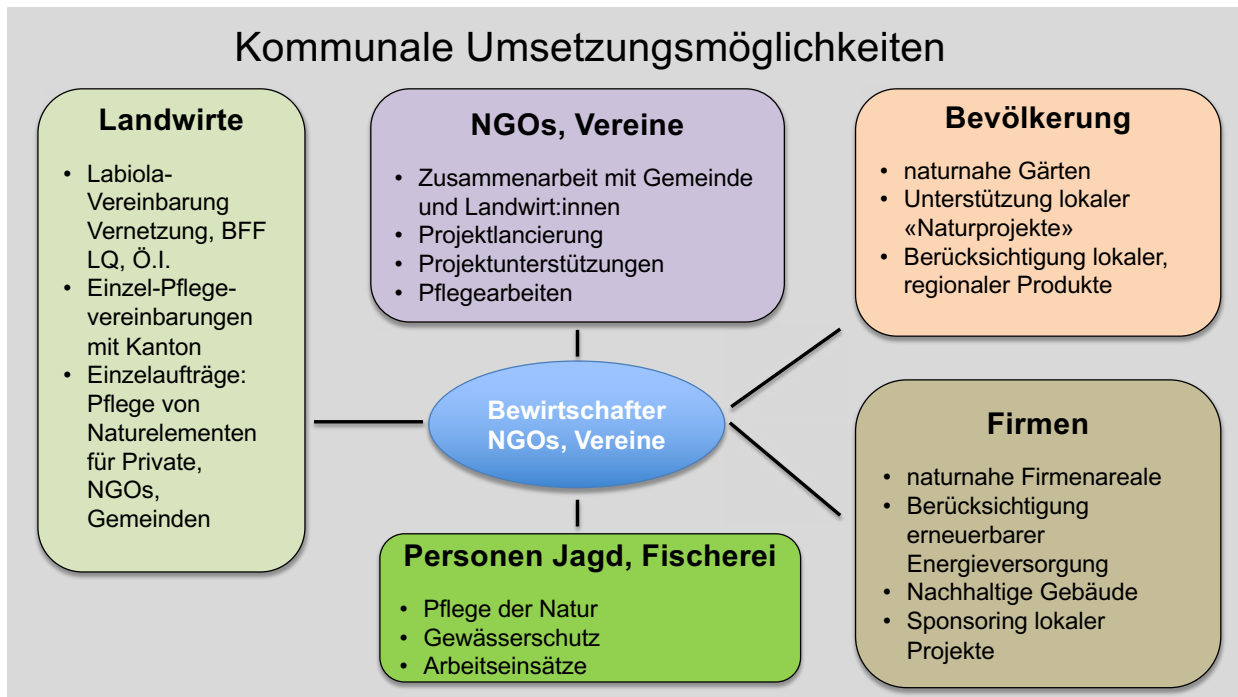 Kommunale Umsetzungsmöglichkeiten
Landwirte
• Labiola-
Vereinbarung
Vernetzung, BFF
LQ, Ö.I.
• Einzel-Pflege-
vereinbarungen
mit Kanton
• Einzelaufträge:
Pflege von
Naturelementen
für Private,
NGOs,
Gemeinden
NGOs, Vereine
• Zusammenarbeit mit Gemeinde
und Landwirt:innen
• Projektlancierung
• Projektunterstützungen
• Pflegearbeiten
Bevölkerung
• naturnahe Gärten
• Unterstützung lokaler
«Naturprojekte»
• Berücksichtigung lokaler,
regionaler Produkte
Bewirtschafter
NGOs, Vereine
Personen Jagd, Fischerei
• Pflege der Natur
• Gewässerschutz
• Arbeitseinsätze
Firmen
• naturnahe Firmenareale
• Berücksichtigung
erneuerbarer
Energieversorgung
• Nachhaltige Gebäude
• Sponsoring lokaler
Projekte